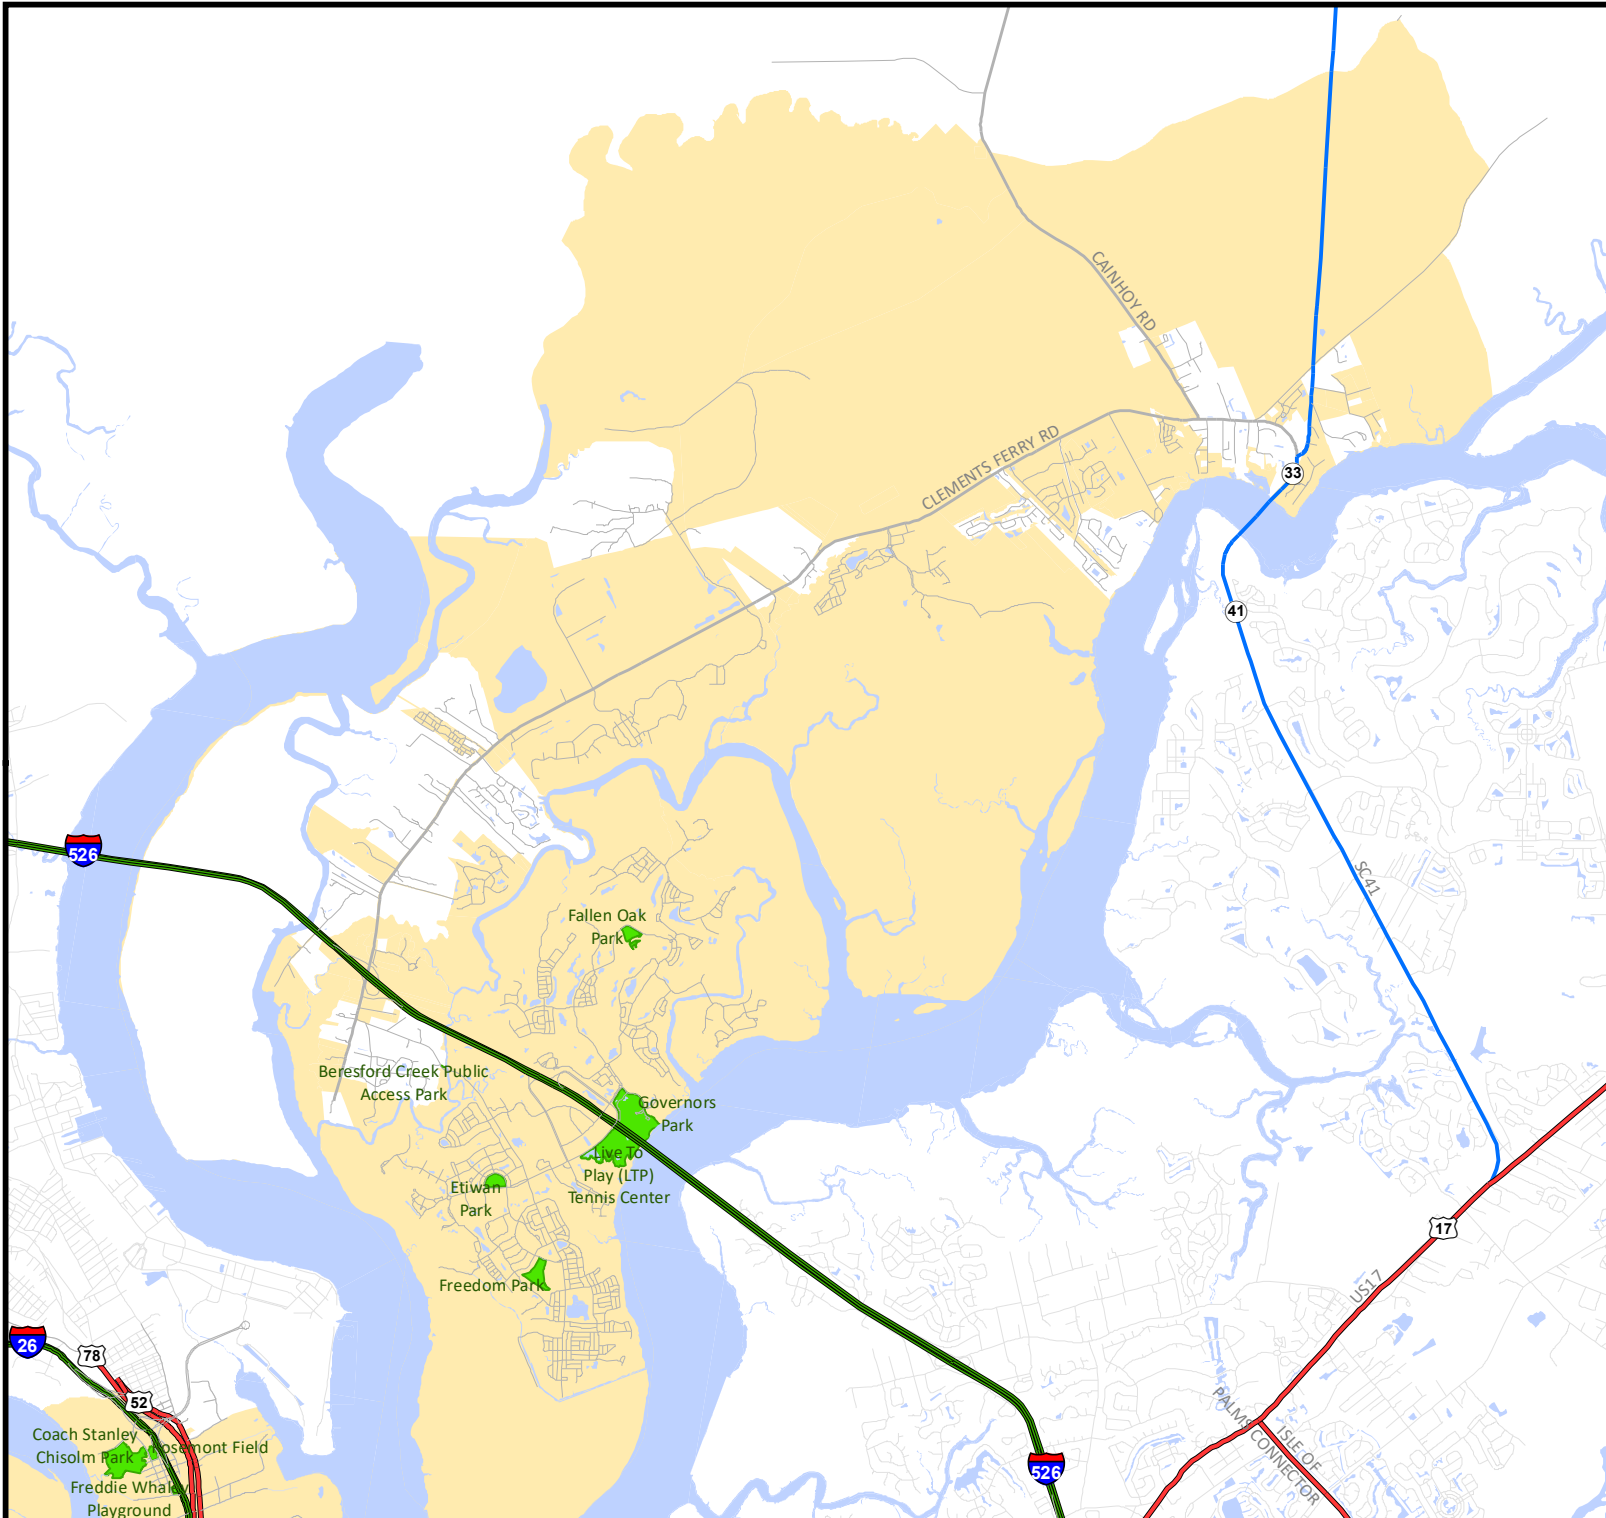 CAINHOY RD
CLEMENTS FERRY RD
33
41
526
SC41
Fallen Oak
Park
Beresford Creek Public
Access Park
Governors
Park
Live To
Play (LTP)
Tennis Center
Etiwan
Park
17
US17
Freedom Park
26
78
52
PALMS
CONNECTOR
ISLE OF
Coach Stanley
Chisolm Park
Rosemont Field
526
Freddie Whaley
Playground